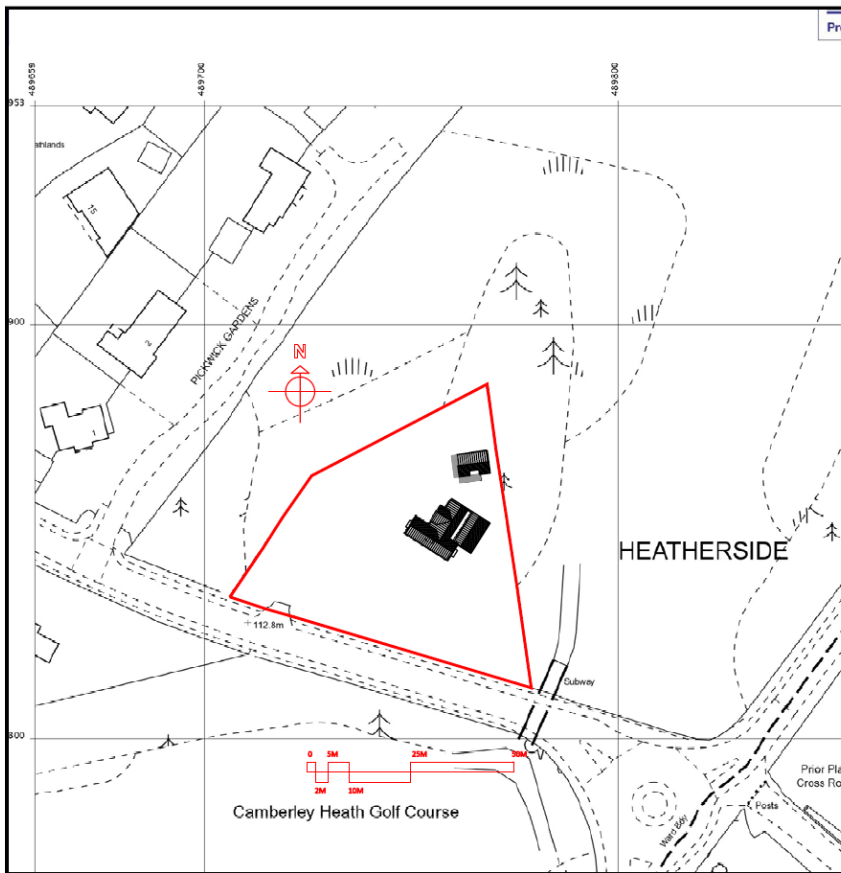 Pr
489659
489700
489800
953
athlands
15
PICKWICK GARDENS
900
2
N
HEATHERSIDE
112.8m
Subway
800
0 5M 25M 50M
2M 10M
Camberley Heath Golf Course
Prior Pla
Cross Ro
Posts
Ward Bdy